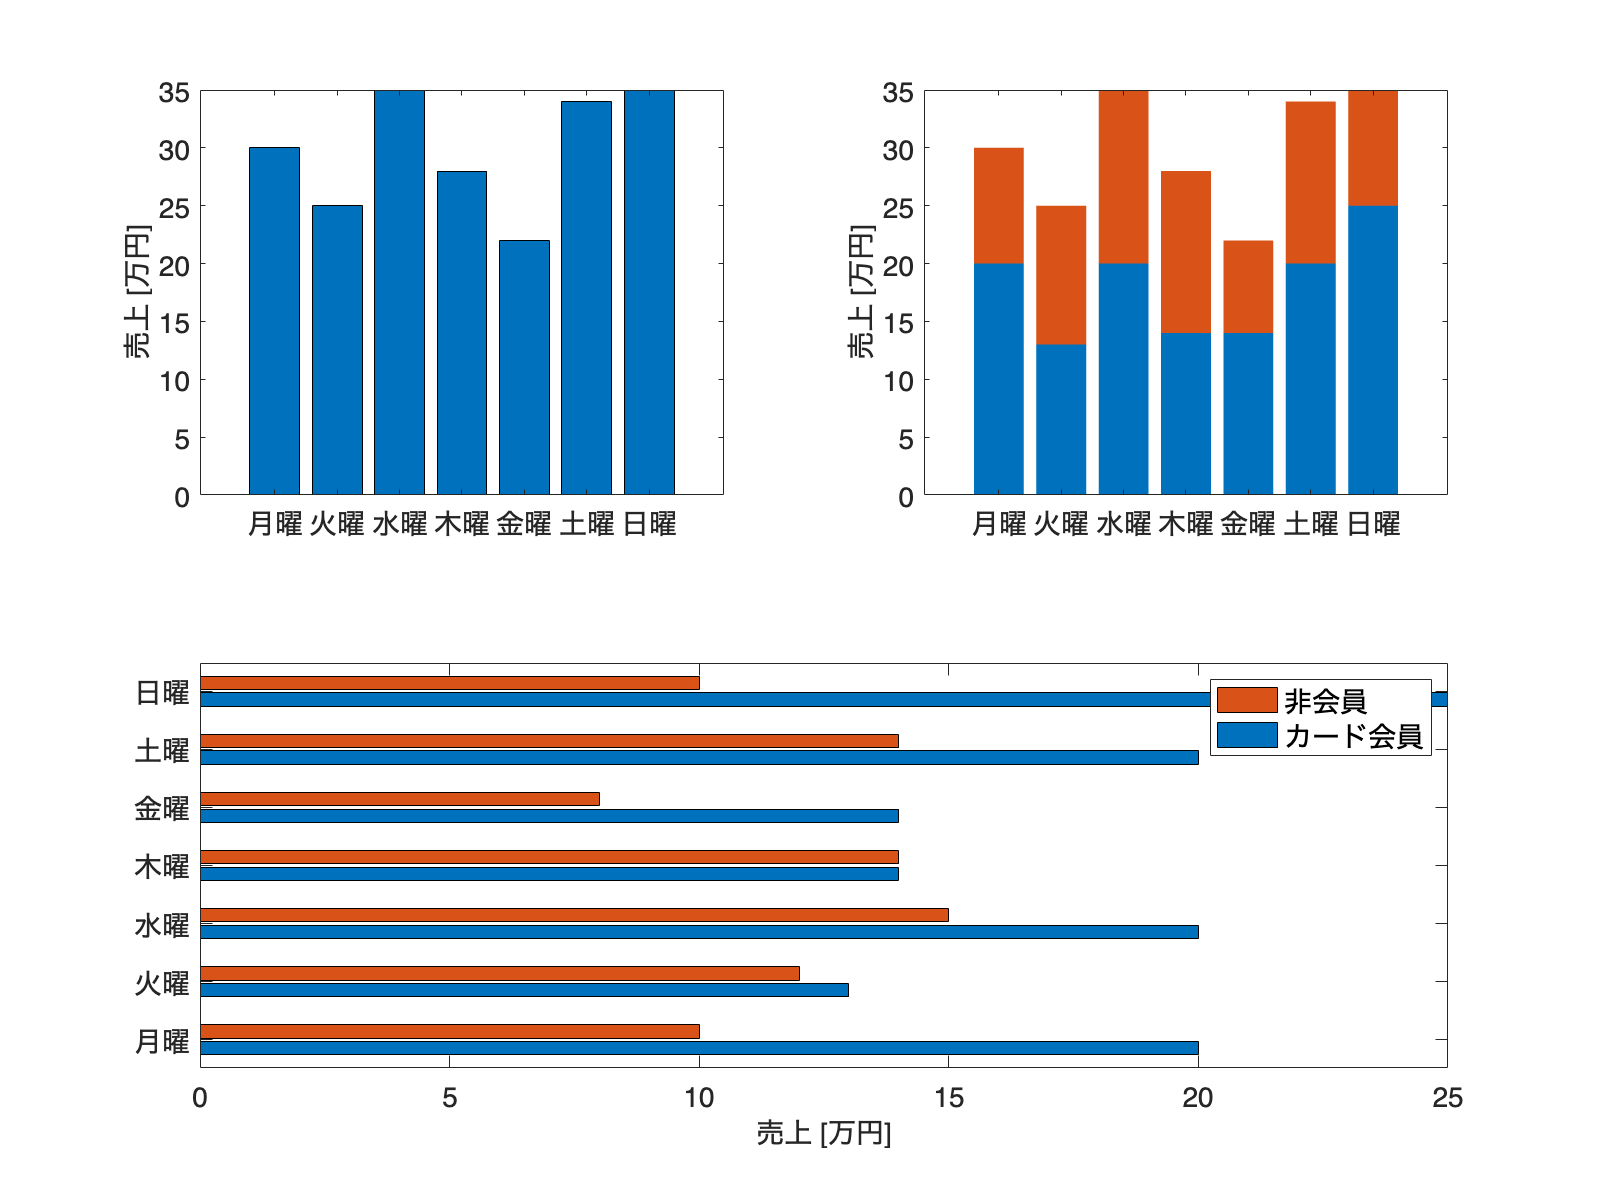 35
30
25
20
15
10
5
0
売上 [万円]
月曜 火曜 水曜 木曜 金曜 土曜 日曜
35
30
25
20
15
10
5
0
売上 [万円]
月曜 火曜 水曜 木曜 金曜 土曜 日曜
日曜
土曜
金曜
木曜
水曜
火曜
月曜
非会員
カード会員
0 5 10 15 20 25
売上 [万円]